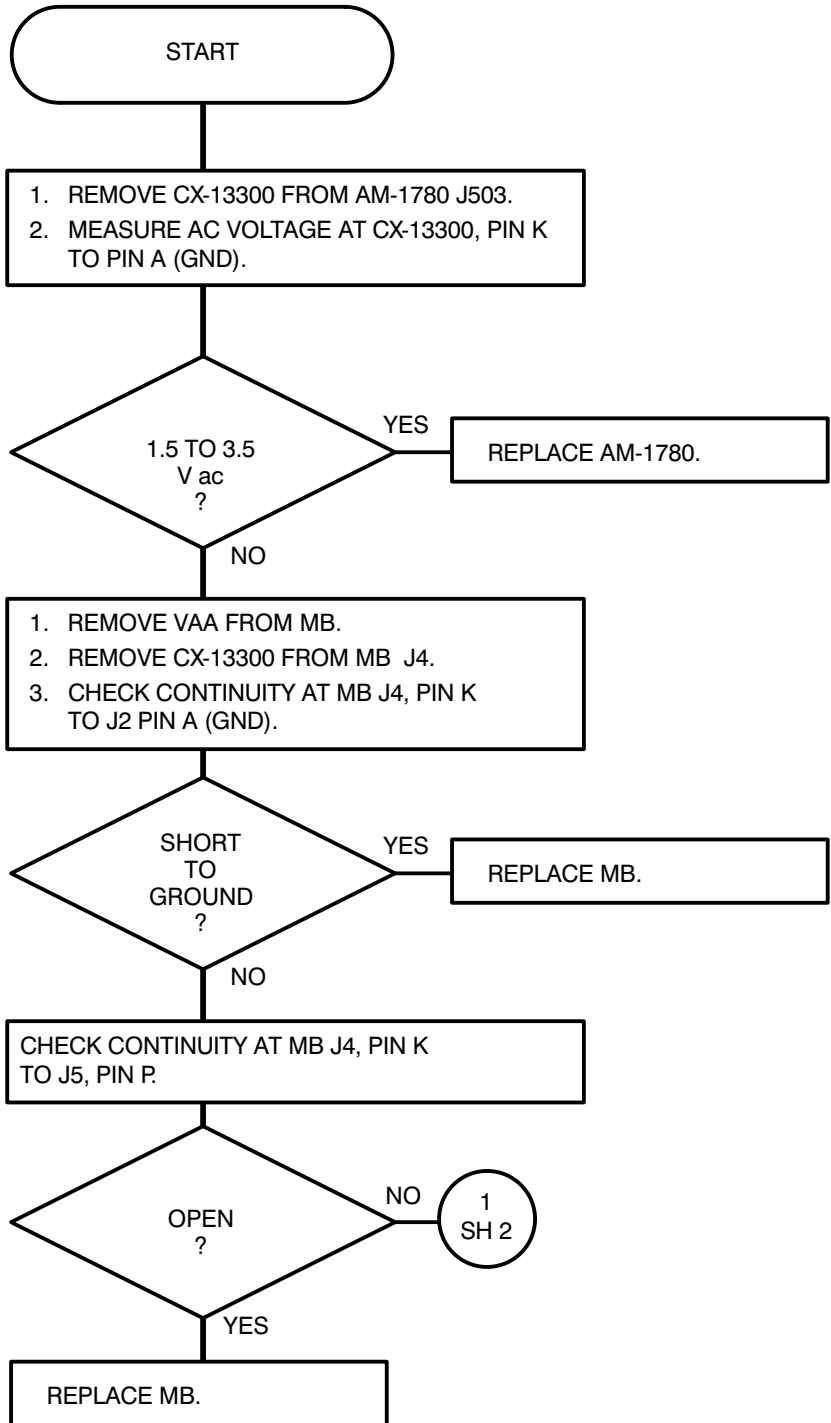 START
1. REMOVE CX-13300 FROM AM-1780 J503.
2. MEASURE AC VOLTAGE AT CX-13300, PIN K
TO PIN A (GND).
1.5 TO 3.5
V ac
?
YES
REPLACE AM-1780.
NO
1. REMOVE VAA FROM MB.
2. REMOVE CX-13300 FROM MB J4.
3. CHECK CONTINUITY AT MB J4, PIN K
TO J2 PIN A (GND).
SHORT
TO
GROUND
?
YES
REPLACE MB.
NO
CHECK CONTINUITY AT MB J4, PIN K
TO J5, PIN P.
OPEN
?
NO
1
SH 2
YES
REPLACE MB.